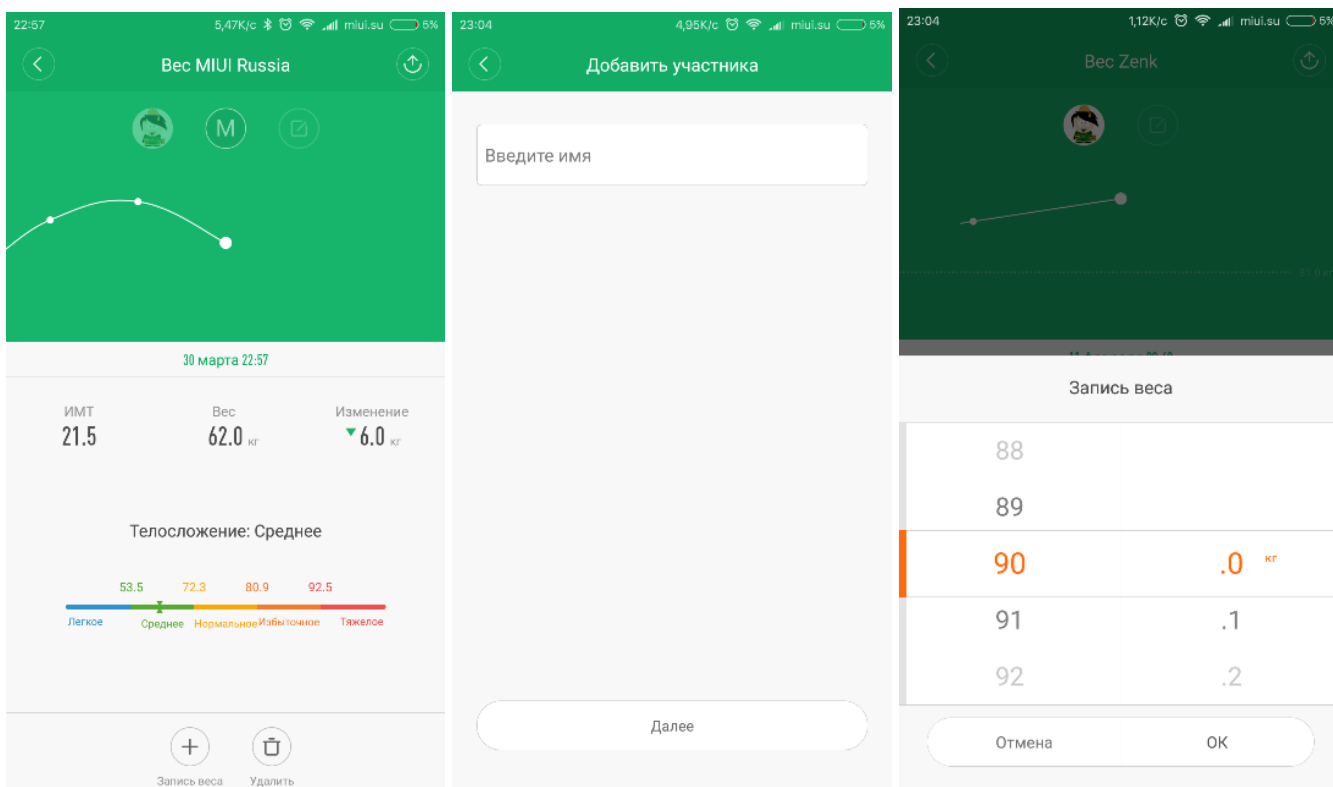 22:57
5,47K/c
miui.su
5%
Вес MIUI Russia
M
30 марта 22:57
ИМТ
Вес
Изменение
21.5
62.0 кг
6.0 кг
Телосложение: Среднее
53.5
72.3
80.9
92.5
Легкое
Среднее
Нормальное
Избыточное
Тяжелое
Запись веса
Удалить
23:04
4,95K/c
miui.su
5%
Добавить участника
Введите имя
Далее
23:04
1,12K/c
miui.su
5%
Вес Zenk
Запись веса
88
89
90
.0 кг
91
.1
92
.2
Отмена
OK